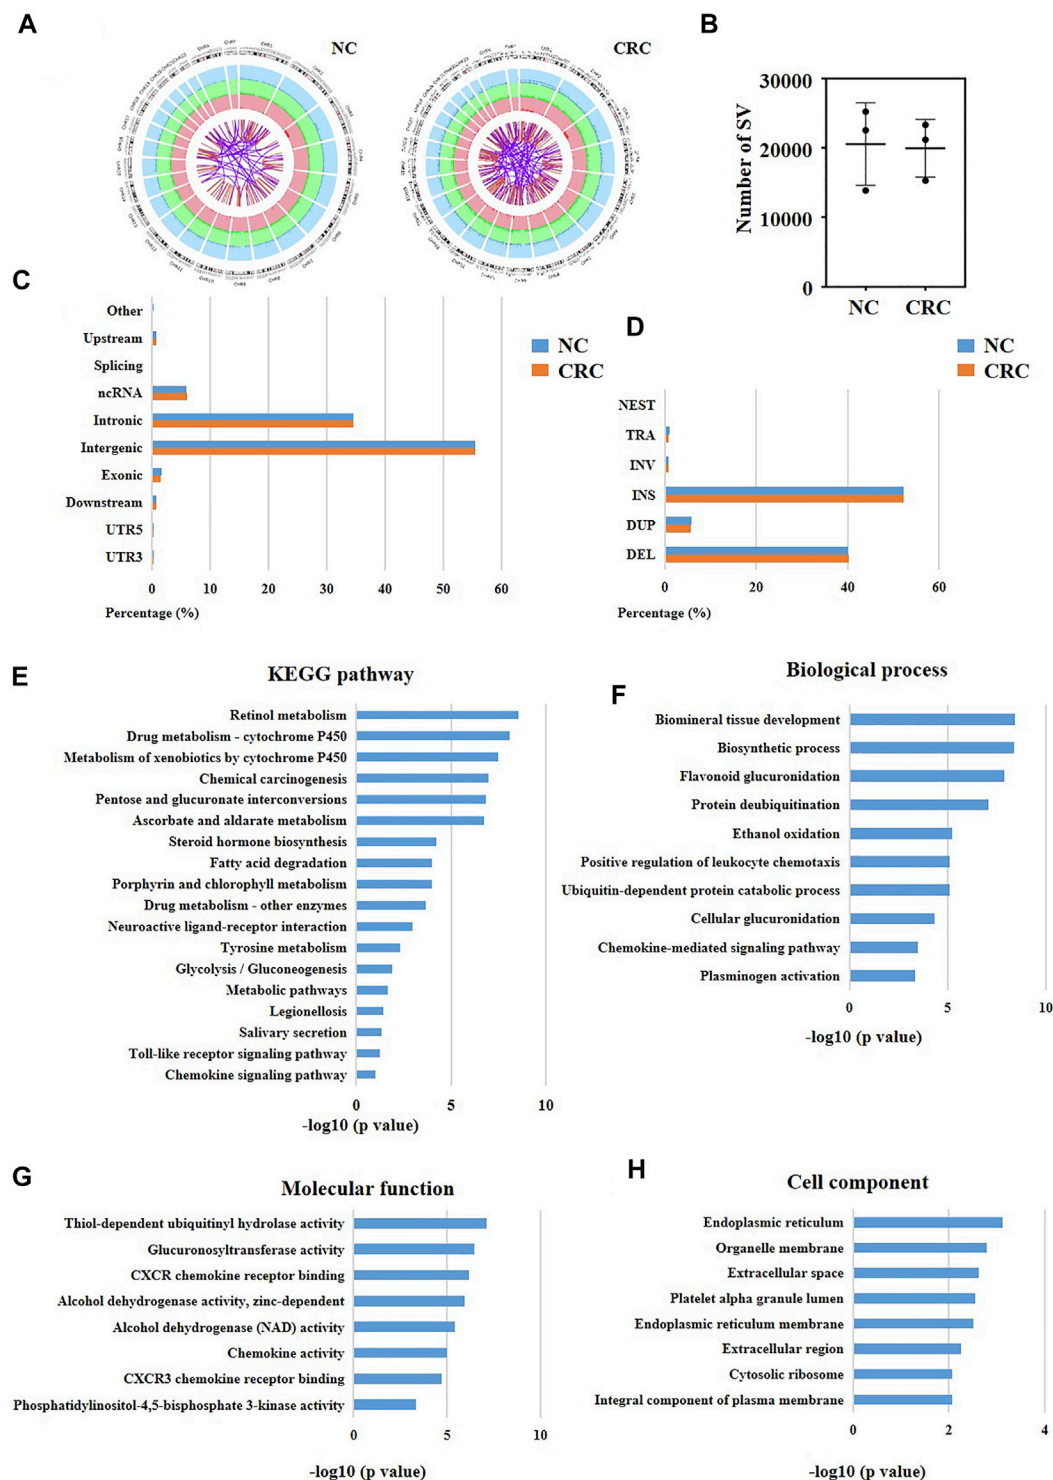 A
NC
CRC
B
30000
20000
10000
0
Number of SV
NC
CRC
C
Other
Upstream
Splicing
ncRNA
Intronic
Intergenic
Exonic
Downstream
UTR5
UTR3
0 10 20 30 40 50 60
Percentage (%)
NC
CRC
D
NC
CRC
NEST
TRA
INV
INS
DUP
DEL
0 20 40 60
Percentage (%)
E
KEGG pathway
Retinol metabolism
Drug metabolism - cytochrome P450
Metabolism of xenobiotics by cytochrome P450
Chemical carcinogenesis
Pentose and glucuronate interconversions
Ascorbate and aldarate metabolism
Steroid hormone biosynthesis
Fatty acid degradation
Porphyrin and chlorophyll metabolism
Drug metabolism - other enzymes
Neuroactive ligand-receptor interaction
Tyrosine metabolism
Glycolysis / Gluconeogenesis
Metabolic pathways
Legionellosis
Salivary secretion
Toll-like receptor signaling pathway
Chemokine signaling pathway
0 5 10
-log10 (p value)
F
Biological process
Biomineral tissue development
Biosynthetic process
Flavonoid glucuronidation
Protein deubiquitination
Ethanol oxidation
Positive regulation of leukocyte chemotaxis
Ubiquitin-dependent protein catabolic process
Cellular glucuronidation
Chemokine-mediated signaling pathway
Plasminogen activation
0 5 10
-log10 (p value)
G
Molecular function
Thiol-dependent ubiquitinyl hydrolase activity
Glucuronosyltransferase activity
CXCR chemokine receptor binding
Alcohol dehydrogenase activity, zinc-dependent
Alcohol dehydrogenase (NAD) activity
Chemokine activity
CXCR3 chemokine receptor binding
Phosphatidylinositol-4,5-bisphosphate 3-kinase activity
0 5 10
-log10 (p value)
H
Cell component
Endoplasmic reticulum
Organelle membrane
Extracellular space
Platelet alpha granule lumen
Endoplasmic reticulum membrane
Extracellular region
Cytosolic ribosome
Integral component of plasma membrane
0 2 4
-log10 (p value)